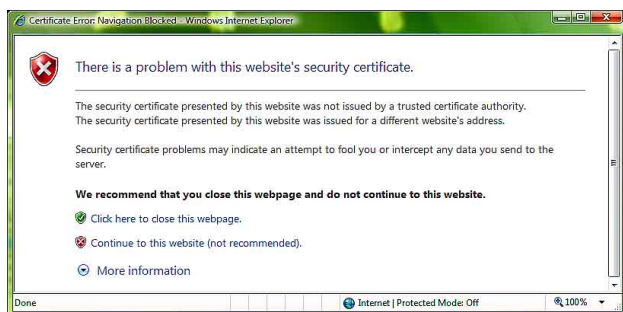 Certificate Error: Navigation Blocked - Windows Internet Explorer
There is a problem with this website's security certificate.
The security certificate presented by this website was not issued by a trusted certificate authority.
The security certificate presented by this website was issued for a different website's address.
Security certificate problems may indicate an attempt to fool you or intercept any data you send to the
server.
We recommend that you close this webpage and do not continue to this website.
Click here to close this webpage.
Continue to this website (not recommended).
More information
Done Internet | Protected Mode: Off 100%